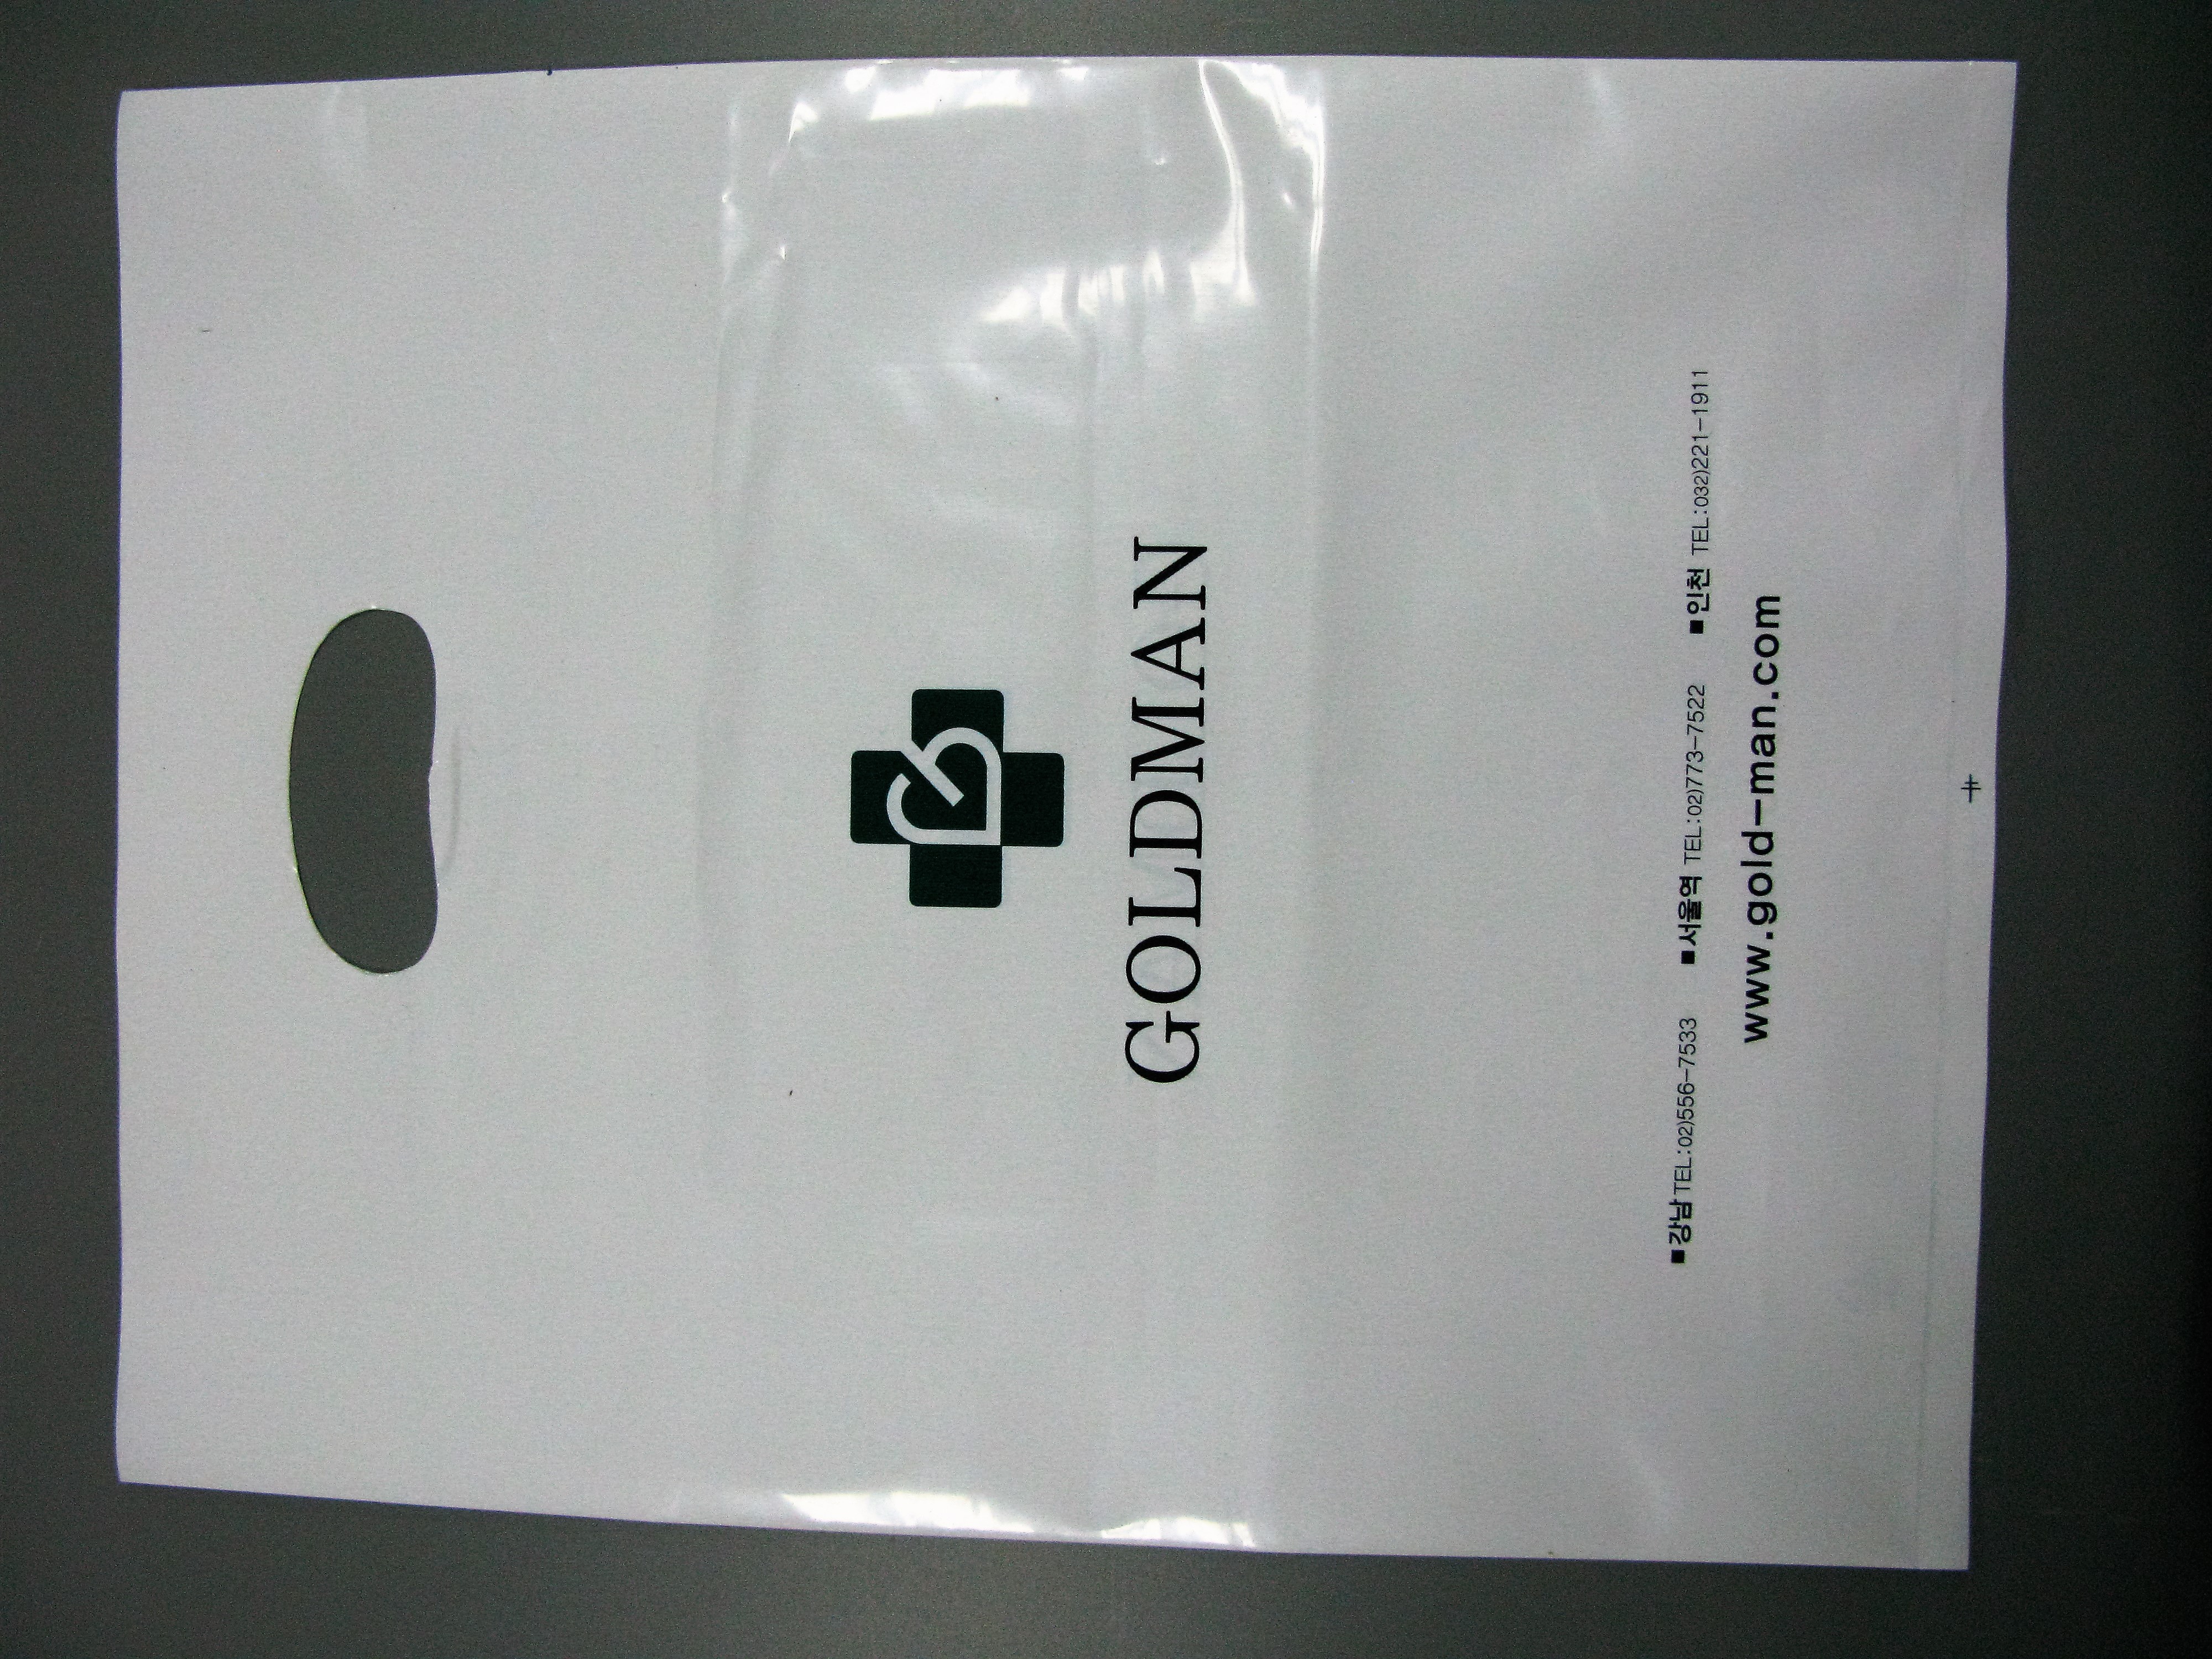 GOLDMAN
■강남 TEL:02)556-7533 ■서울역 TEL:02)773-7522 ■인천 TEL:032)221-1911
www.gold-man.com